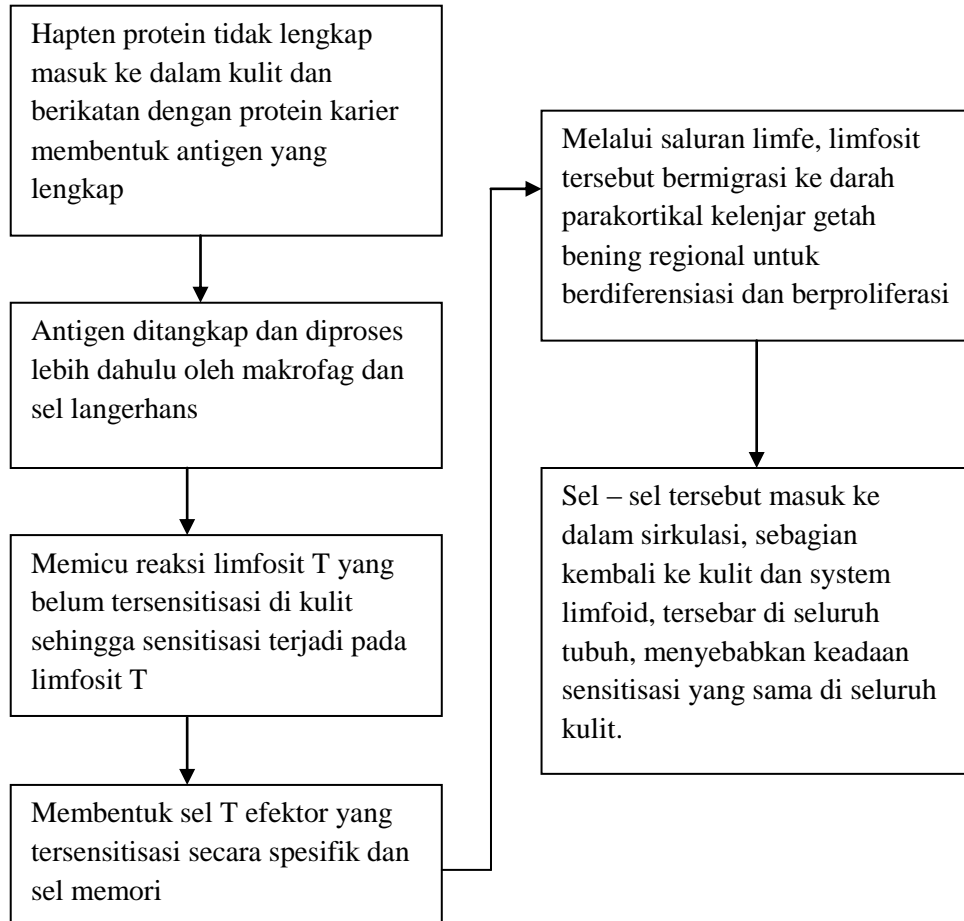 Hapten protein tidak lengkap
masuk ke dalam kulit dan
berikatan dengan protein karier
membentuk antigen yang
lengkap
Antigen ditangkap dan diproses
lebih dahulu oleh makrofag dan
sel langerhans
Memicu reaksi limfosit T yang
belum tersensitisasi di kulit
sehingga sensitisasi terjadi pada
limfosit T
Membentuk sel T efektor yang
tersensitisasi secara spesifik dan
sel memori
Melalui saluran limfe, limfosit
tersebut bermigrasi ke darah
parakortikal kelenjar getah
bening regional untuk
berdiferensiasi dan berproliferasi
Sel – sel tersebut masuk ke
dalam sirkulasi, sebagian
kembali ke kulit dan system
limfoid, tersebar di seluruh
tubuh, menyebabkan keadaan
sensitisasi yang sama di seluruh
kulit.